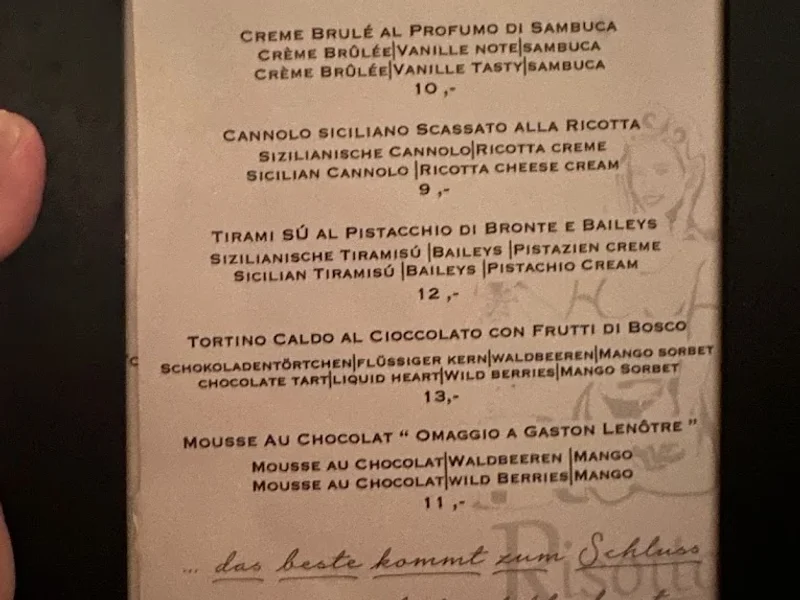 CREME BRULÉ AL PROFUMO DI SAMBUCA
CRÈME BRÛLÉE|VANILLE NOTE|SAMBUCA
CRÈME BRÛLÉE|VANILLE TASTY|SAMBUCA
10 ,-
CANNOLO SICILIANO SCASSATO ALLA RICOTTA
SIZILIANISCHE CANNOLO|RICOTTA CREME
SICILIAN CANNOLO |RICOTTA CHEESE CREAM
9 ,-
TIRAMI SÚ AL PISTACCHIO DI BRONTE E BAILEYS
SIZILIANISCHE TIRAMISÚ |BAILEYS |PISTAZIEN CREME
SICILIAN TIRAMISÚ |BAILEYS |PISTACHIO CREAM
12 ,-
TORTINO CALDO AL CIOCCOLATO CON FRUTTI DI BOSCO
SCHOKOLADENTÖRTCHEN|FLÜSSIGER KERN|WALDBEEREN|MANGO SORBET
CHOCOLATE TART|LIQUID HEART|WILD BERRIES|MANGO SORBET
13,-
MOUSSE AU CHOCOLAT “ OMAGGIO A GASTON LENÔTRE ”
MOUSSE AU CHOCOLAT|WALDBEEREN |MANGO
MOUSSE AU CHOCOLAT|WILD BERRIES|MANGO
11 ,-
... das beste kommt zum Schluss